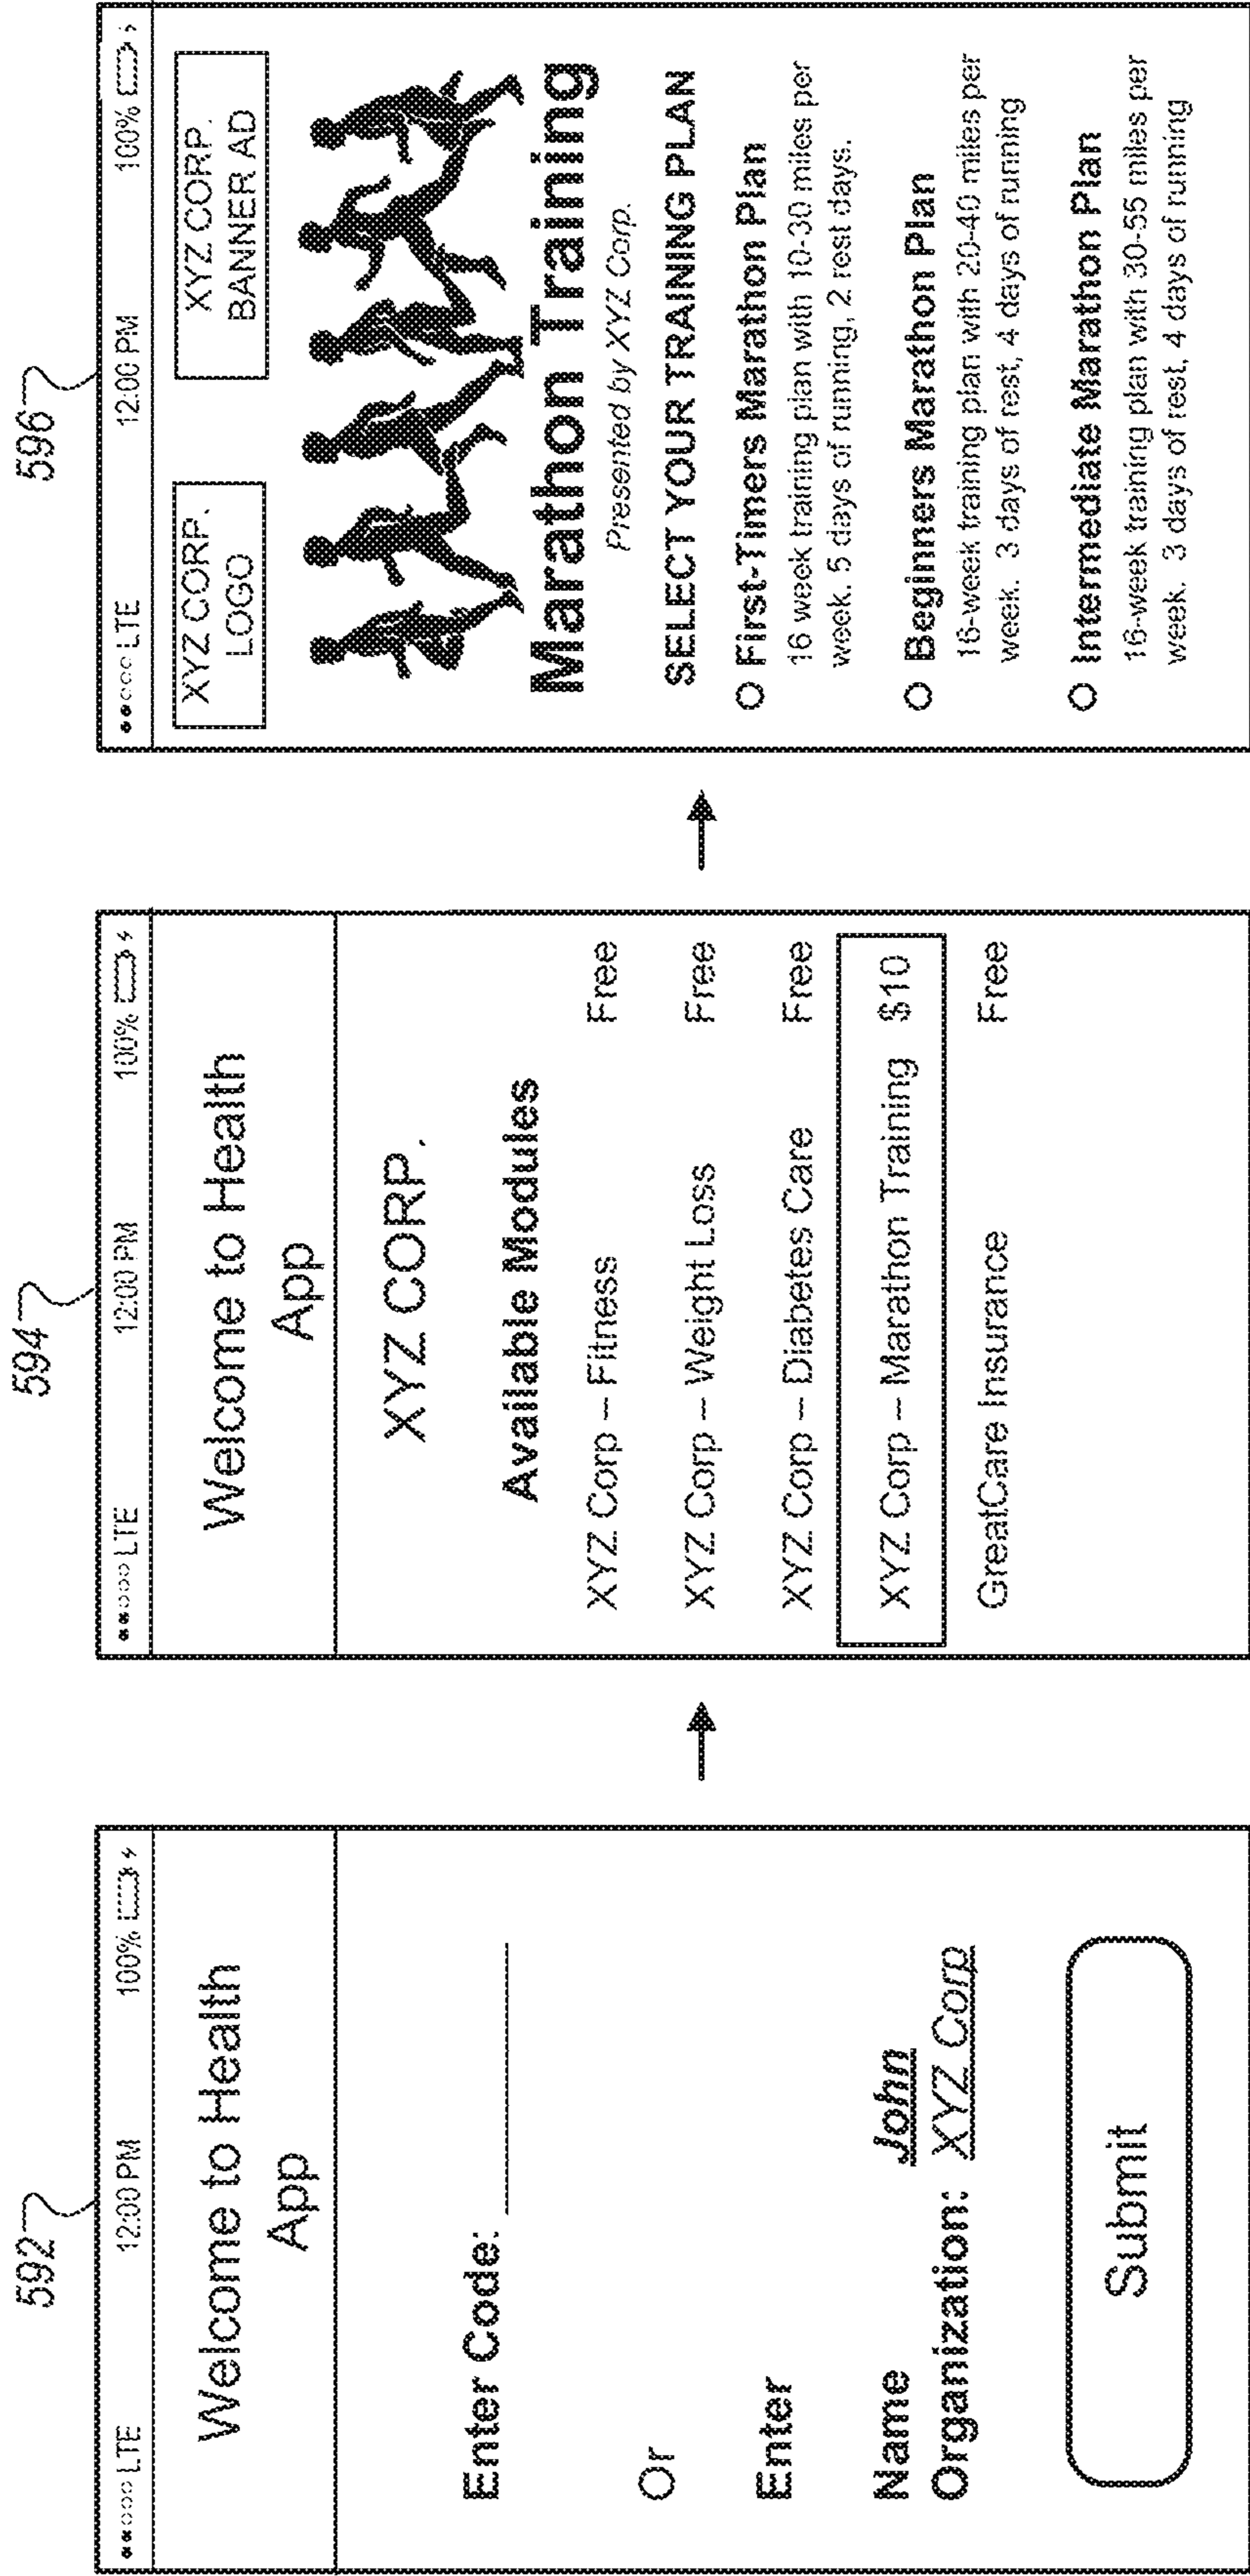 592
LTE 12:00 PM 100%
Welcome to Health
App
Enter Code:
Or
Enter
Name John
Organization: XYZ Corp
Submit
594
LTE 12:00 PM 100%
Welcome to Health
App
XYZ CORP.
Available Modules
XYZ Corp – Fitness Free
XYZ Corp – Weight Loss Free
XYZ Corp – Diabetes Care Free
XYZ Corp – Marathon Training $10
GreatCare Insurance Free
596
LTE 12:00 PM 100%
XYZ CORP.
LOGO
XYZ CORP.
BANNER AD
Marathon Training
Presented by XYZ Corp.
SELECT YOUR TRAINING PLAN
First-Timers Marathon Plan
16 week training plan with 10-30 miles per
week. 5 days of running, 2 rest days.
Beginners Marathon Plan
16-week training plan with 20-40 miles per
week. 3 days of rest, 4 days of running
Intermediate Marathon Plan
16-week training plan with 30-55 miles per
week. 3 days of rest, 4 days of running